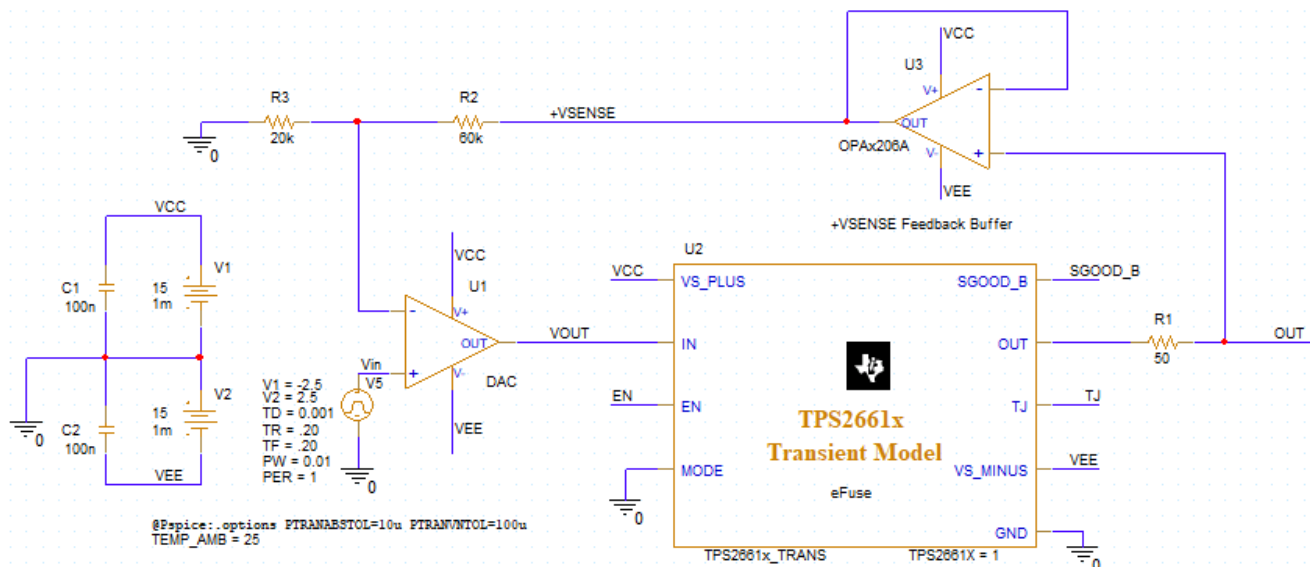 VCC
U3
V+
-
OUT
+
V-
OPAx206A
VEE
+VSENSE Feedback Buffer
R3
20k
0
R2
60k
+VSENSE
VCC
C1
100n
15
1m
V1
0
C2
100n
15
1m
V2
VEE
VCC
U1
V+
-
OUT
+
V-
DAC
VEE
Vin
V5
V1 = -2.5
V2 = 2.5
TD = 0.001
TR = .20
TF = .20
PW = 0.01
PER = 1
0
VOUT
@Pspice:.options PTRANABSTOL=10u PTRANVNTOL=100u
TEMP_AMB = 25
U2
VCC
VS_PLUS
SGOOD_B
SGOOD_B
IN
OUT
R1
50
OUT
EN
EN
TJ
TJ
TPS2661x
Transient Model
eFuse
MODE
0
VS_MINUS
VEE
GND
0
TPS2661x_TRANS
TPS2661X = 1